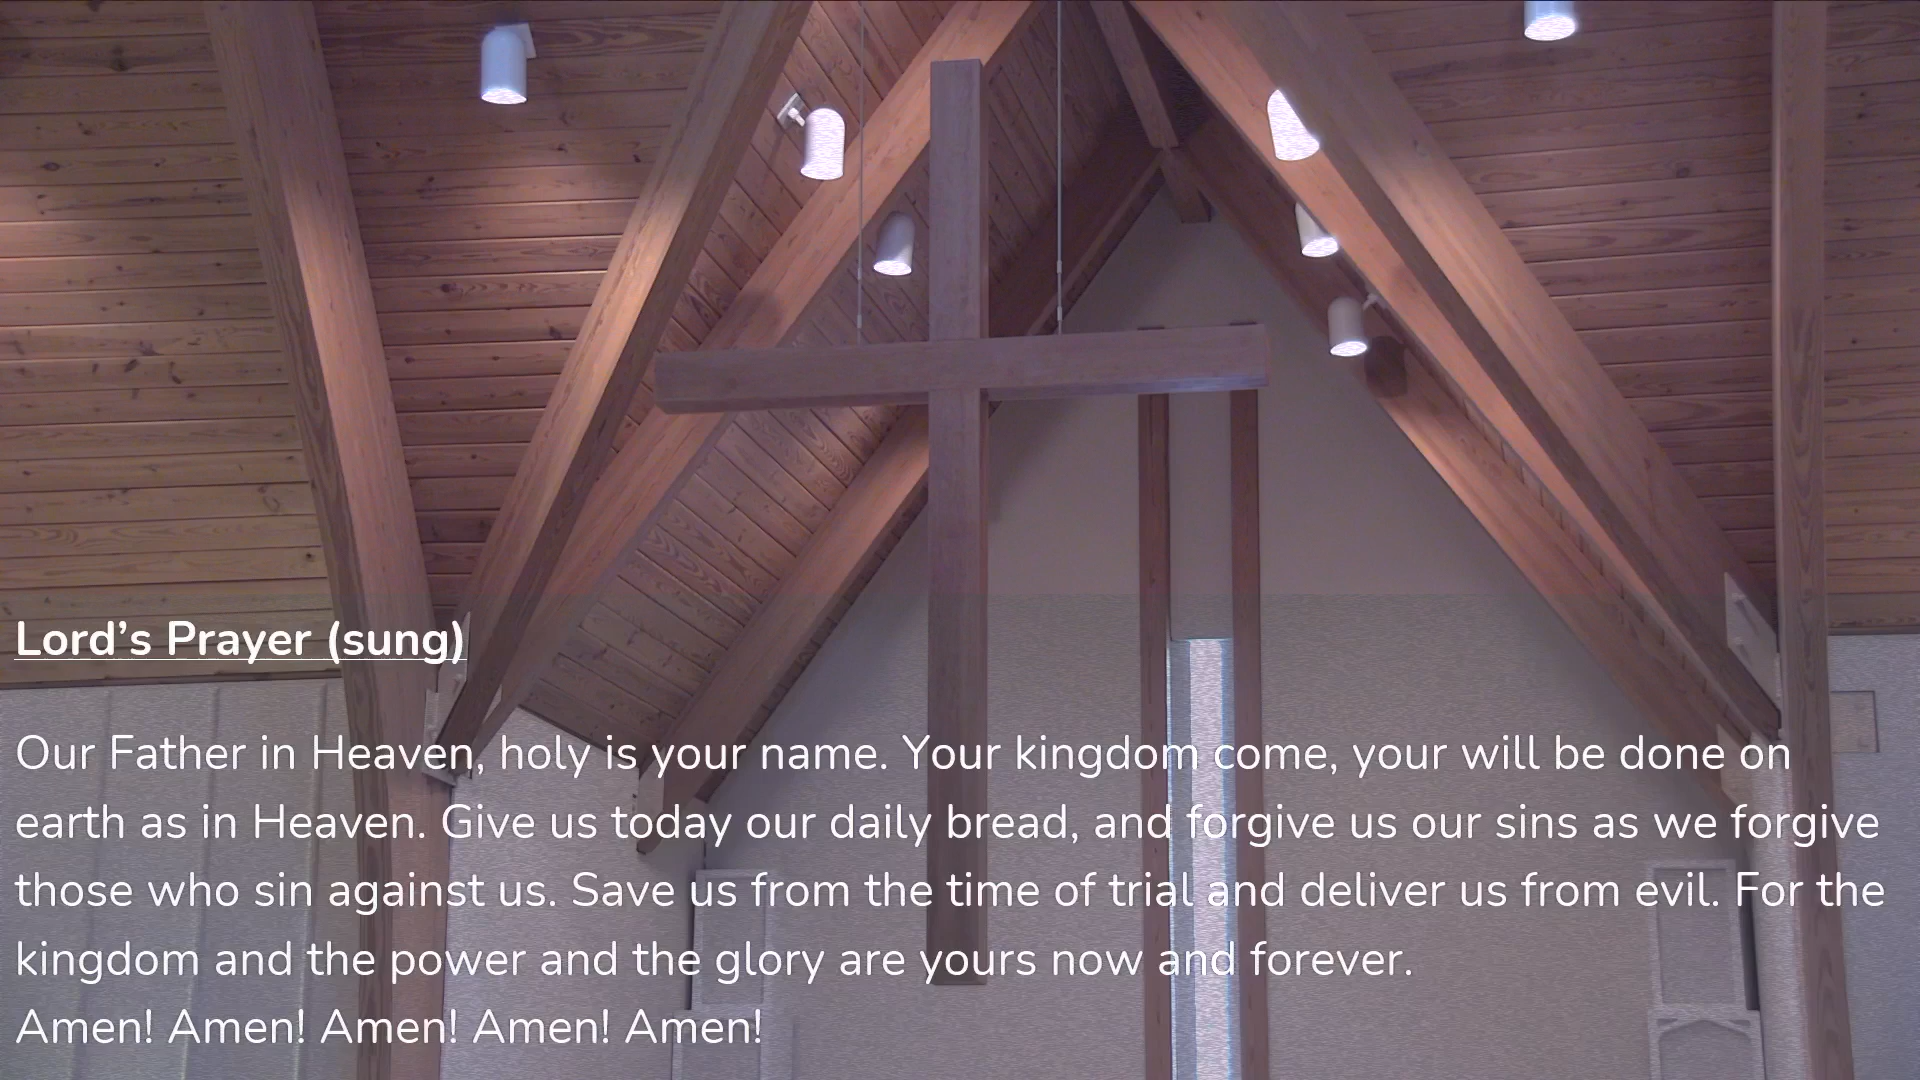 Lord’s Prayer (sung)
Our Father in Heaven, holy is your name. Your kingdom come, your will be done on
earth as in Heaven. Give us today our daily bread, and forgive us our sins as we forgive
those who sin against us. Save us from the time of trial and deliver us from evil. For the
kingdom and the power and the glory are yours now and forever.
Amen! Amen! Amen! Amen! Amen!